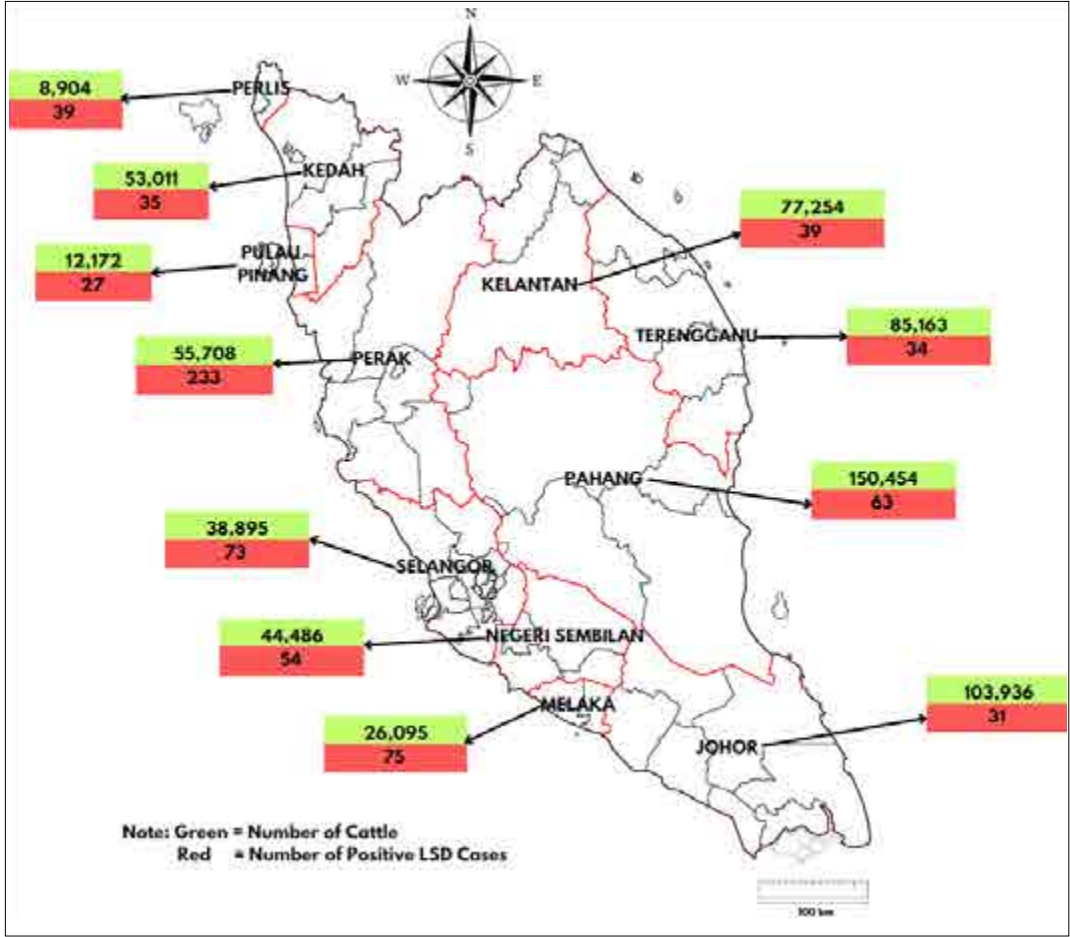 N
W
E
S
8,904
39
PERLIS
53,011
35
KEDAH
12,172
27
PULAU
PINANG
77,254
39
KELANTAN
85,163
34
TERENGGANU
55,708
233
PERAK
150,454
63
PAHANG
38,895
73
SELANGOR
44,486
54
NEGERI SEMBILAN
26,095
75
MELAKA
103,936
31
JOHOR
Note: Green = Number of Cattle
Red = Number of Positive LSD Cases
100 km